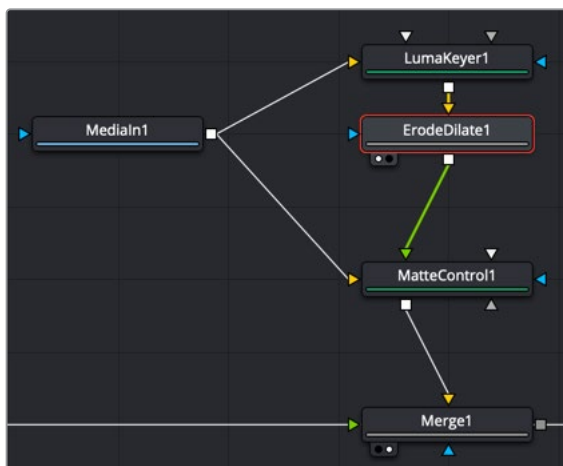 LumaKeyer1
MediaIn1
ErodeDilate1
MatteControl1
Merge1